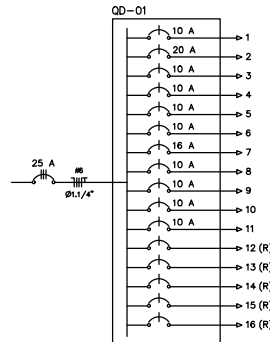 QD-01
10 A 1
20 A 2
10 A 3
10 A 4
10 A 5
10 A 6
16 A 7
10 A 8
10 A 9
10 A 10
10 A 11
12 (R)
13 (R)
14 (R)
15 (R)
16 (R)
25 A
#6
Ø1.1/4"